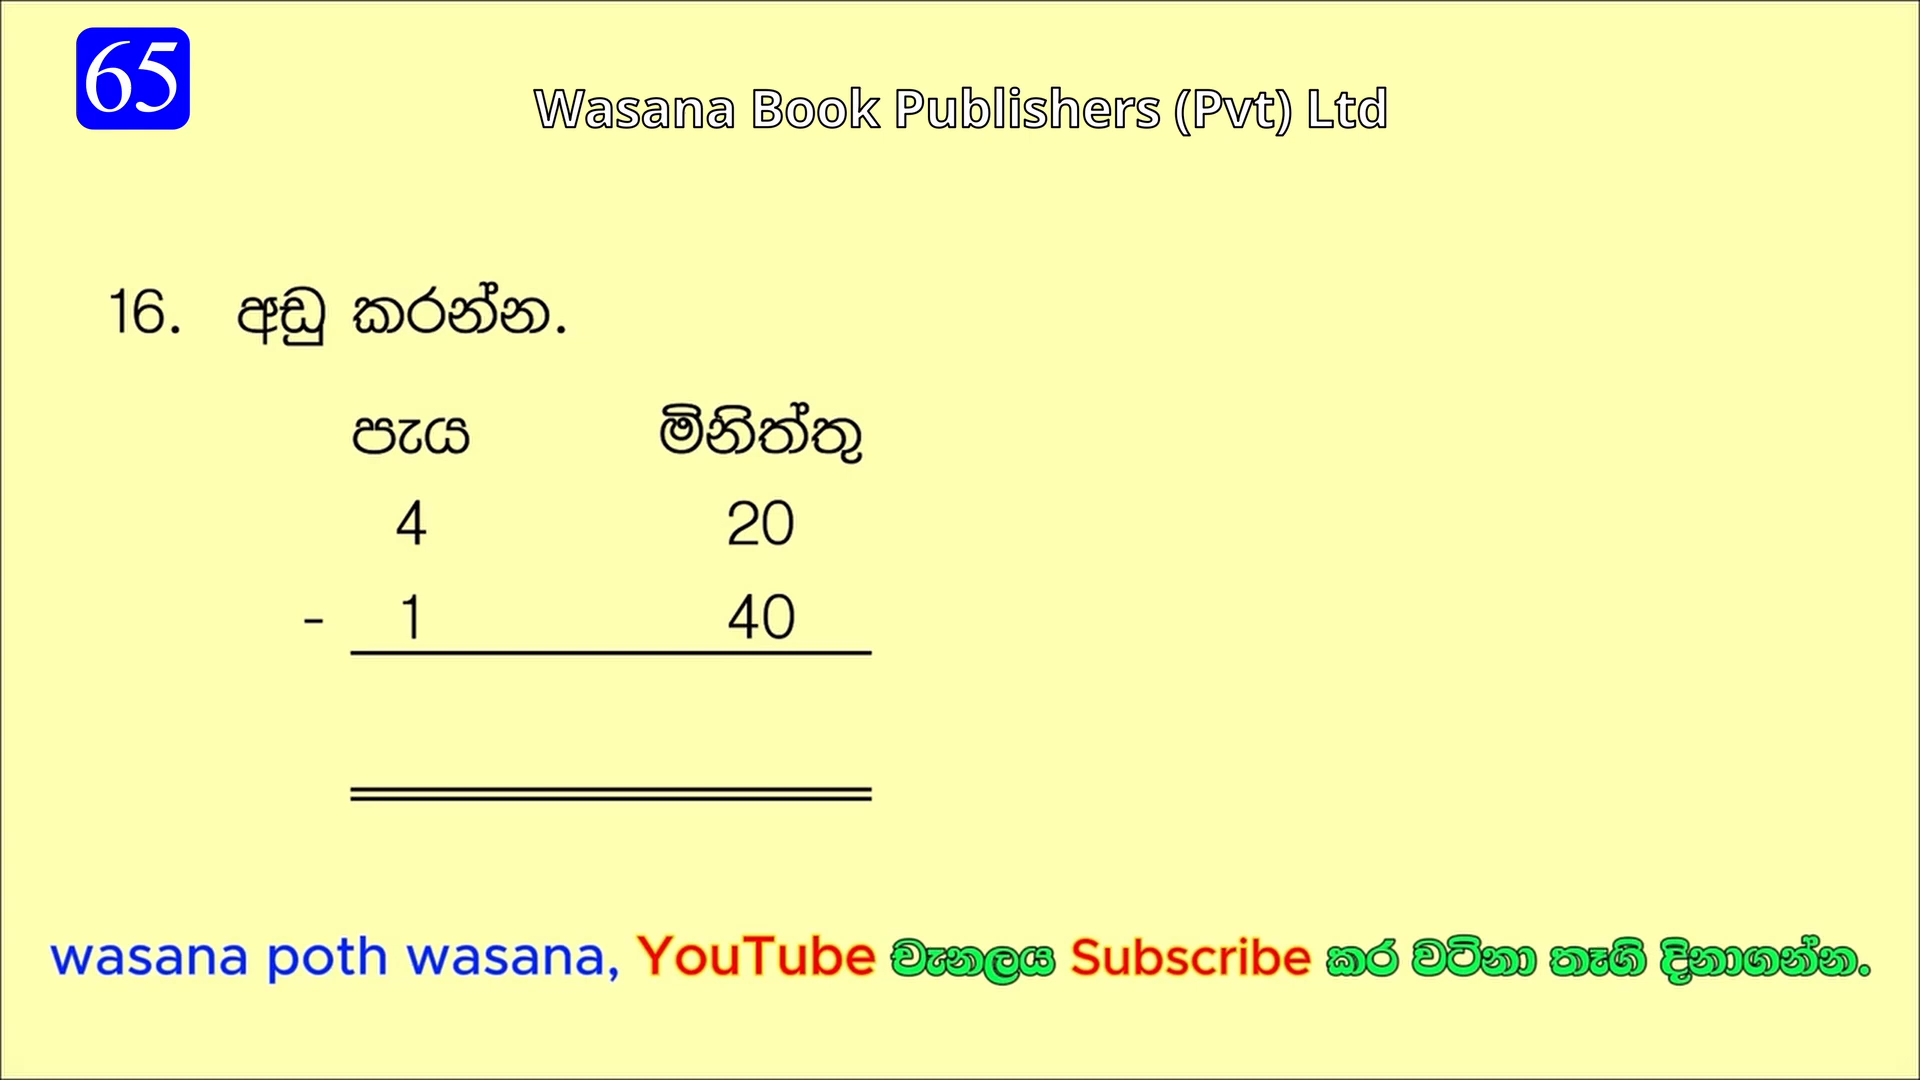 65
Wasana Book Publishers (Pvt) Ltd
16. අඩු කරන්න.
පැය මිනිත්තු
4 20
- 1 40
wasana poth wasana, YouTube චැනලය Subscribe කර වටිනා තෑගි දිනාගන්න.